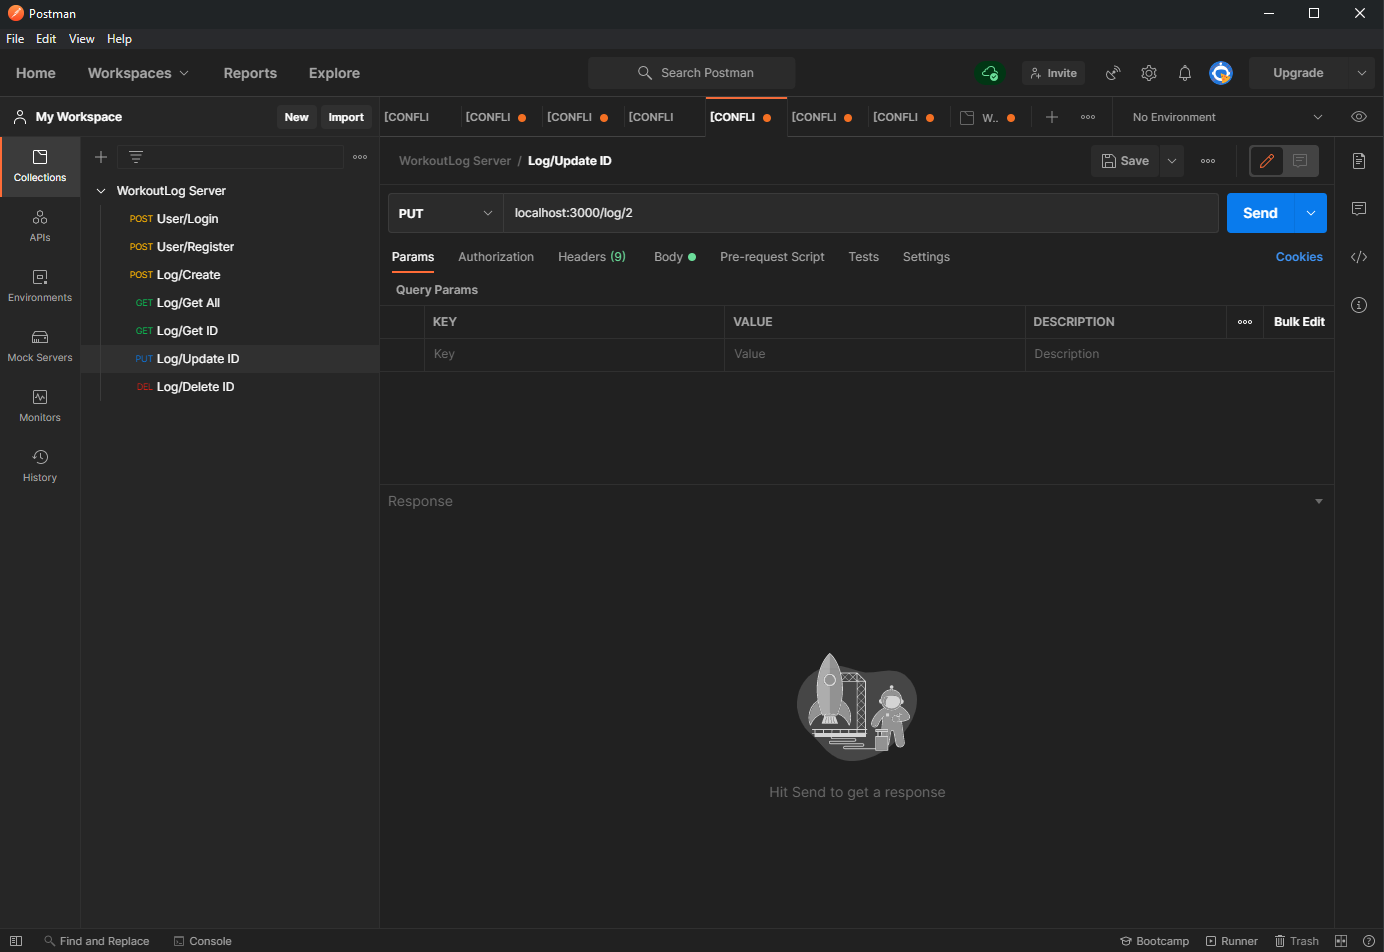 Postman
File Edit View Help
Home Workspaces Reports Explore Search Postman Invite Upgrade
My Workspace New Import [CONFLI [CONFLI [CONFLI [CONFLI [CONFLI [CONFLI [CONFLI W.. No Environment
Collections
APIs
Environments
Mock Servers
Monitors
History
WorkoutLog Server
POST User/Login
POST User/Register
POST Log/Create
GET Log/Get All
GET Log/Get ID
PUT Log/Update ID
DEL Log/Delete ID
WorkoutLog Server / Log/Update ID Save
PUT localhost:3000/log/2 Send
Params Authorization Headers (9) Body Pre-request Script Tests Settings Cookies
Query Params
KEY VALUE DESCRIPTION Bulk Edit
Key Value Description
Response
Hit Send to get a response
Find and Replace Console Bootcamp Runner Trash